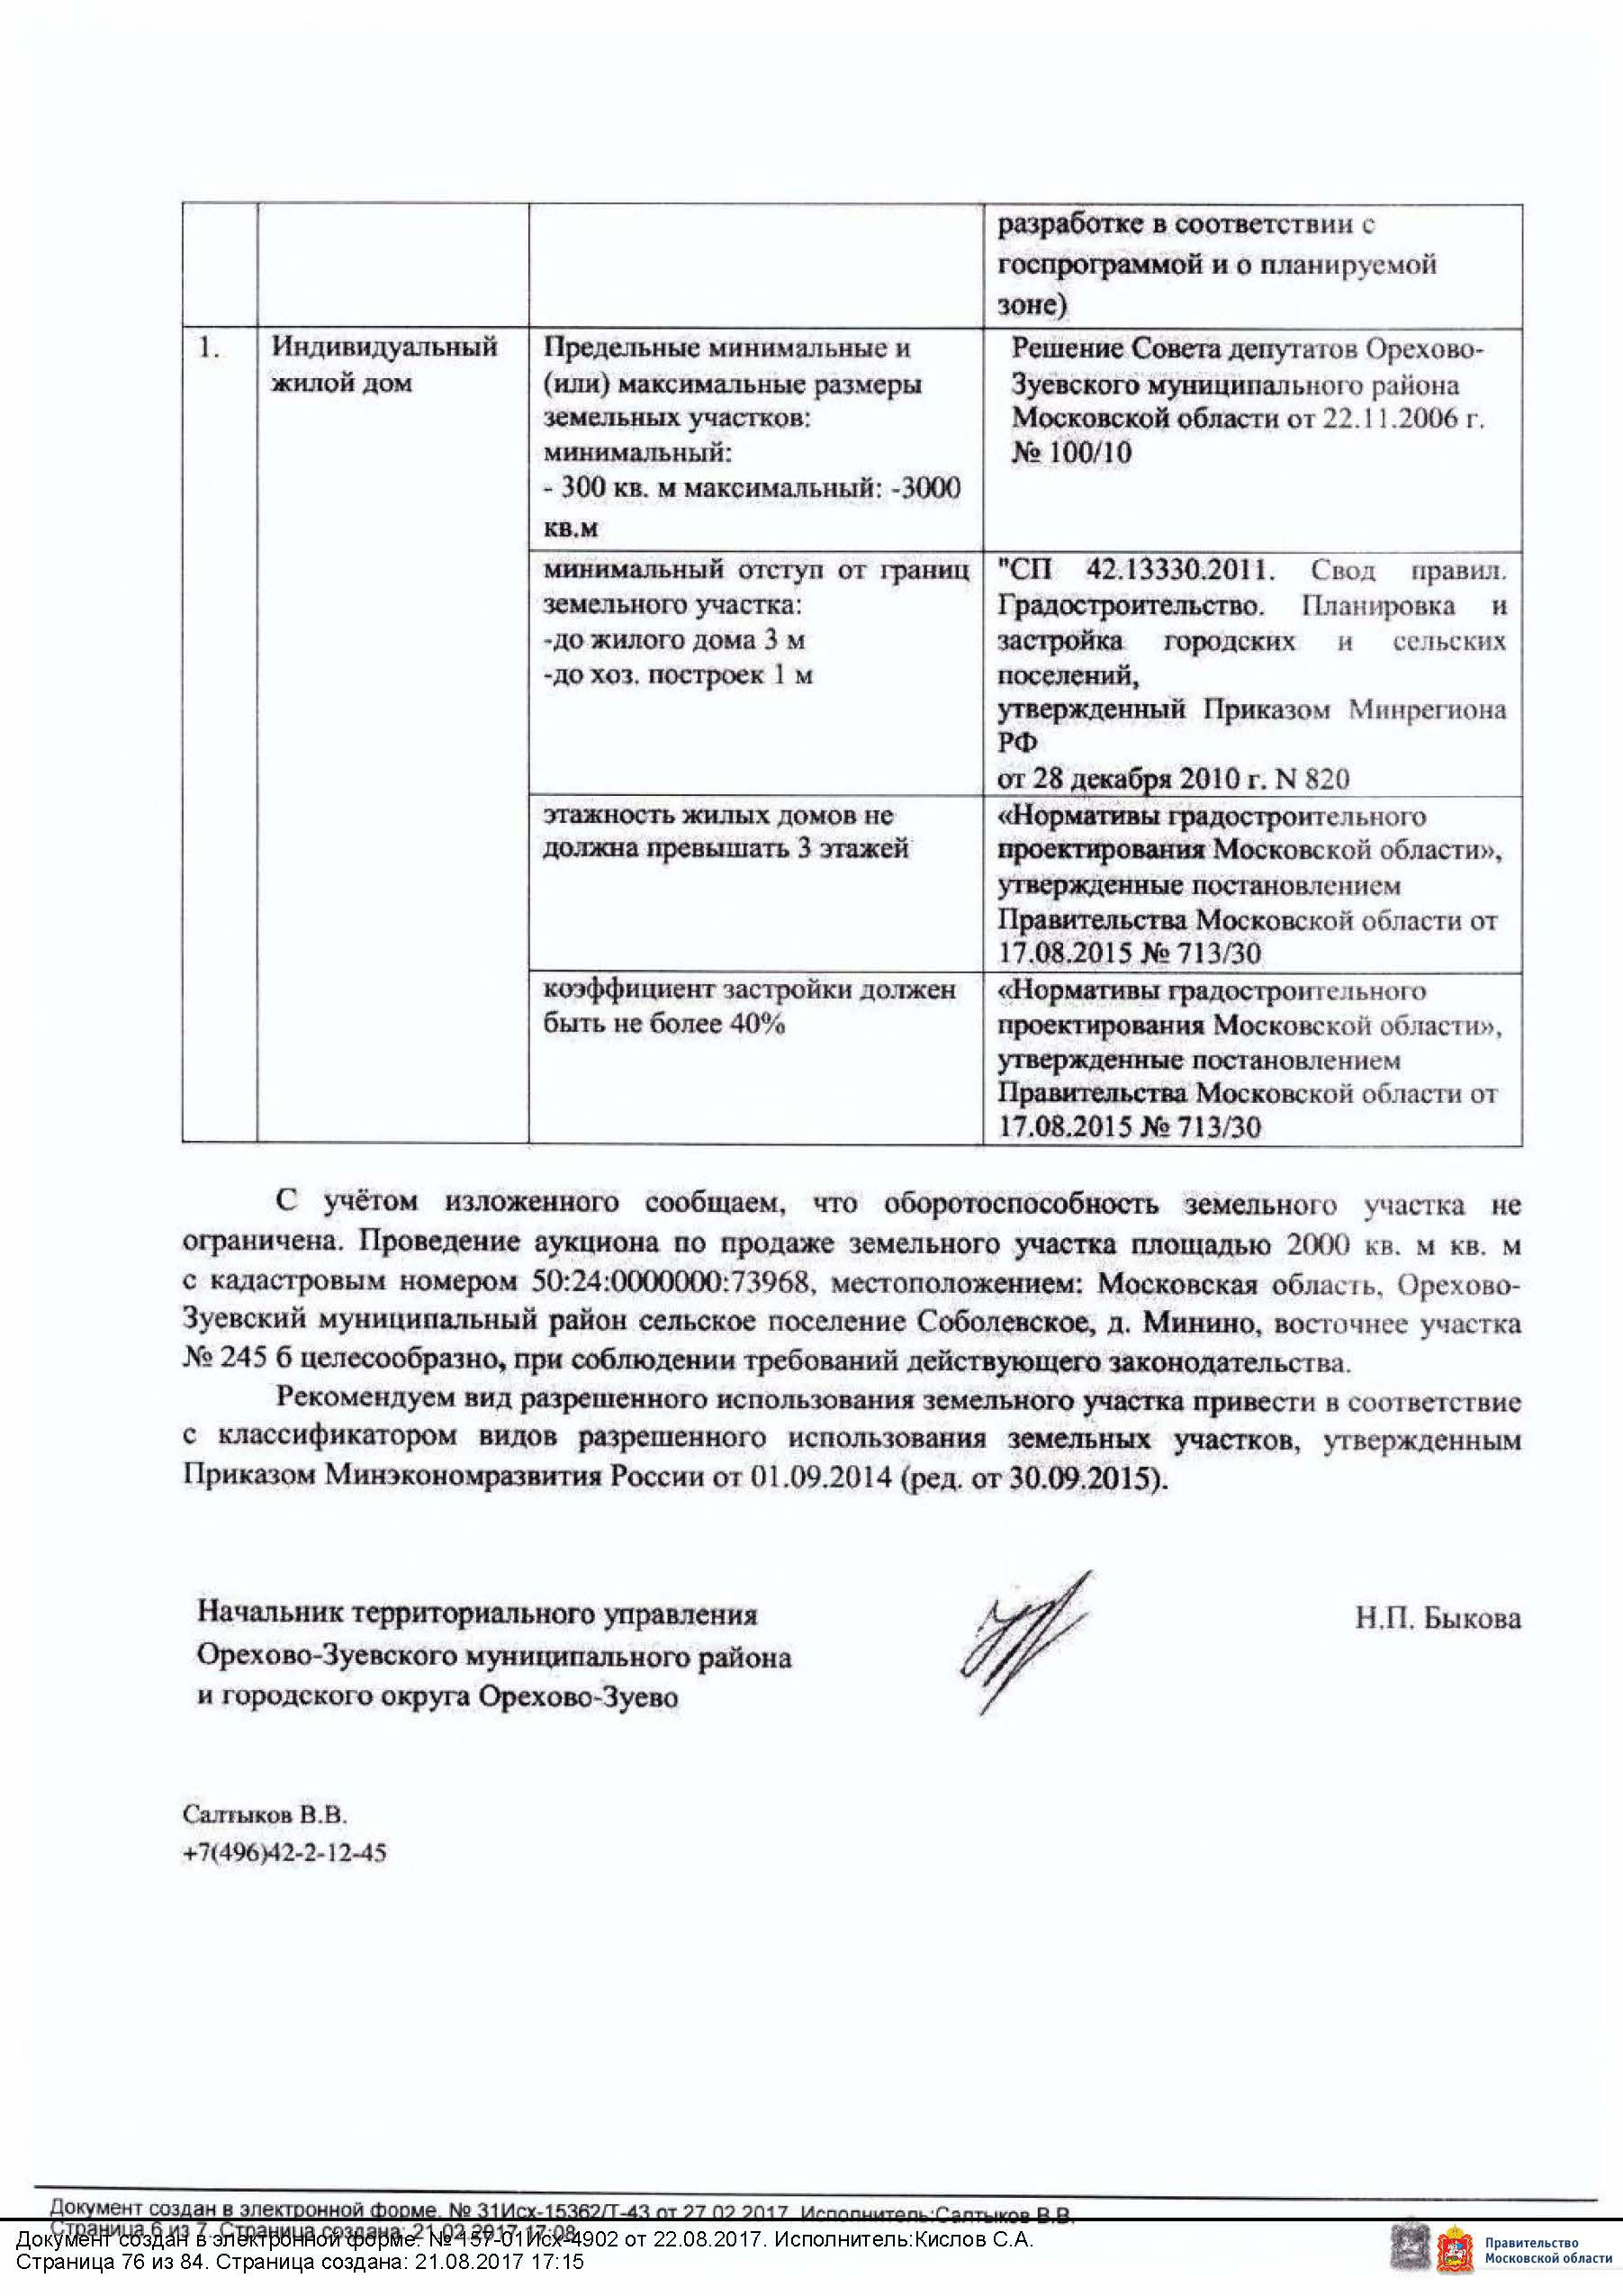 разработке в соответствии с
госпрограммой и о планируемой
зоне)
1.
Индивидуальный
жилой дом
Предельные минимальные и
(или) максимальные размеры
земельных участков:
минимальный:
- 300 кв. м максимальный: -3000
кв.м
Решение Совета депутатов Орехово-
Зуевского муниципального района
Московской области от 22.11.2006 г.
№ 100/10
минимальный отступ от границ
земельного участка:
-до жилого дома 3 м
-до хоз. построек 1 м
"СП 42.13330.2011. Свод правил.
Градостроительство. Планировка и
застройка городских и сельских
поселений,
утвержденный Приказом Минрегиона
РФ
от 28 декабря 2010 г. N 820
этажность жилых домов не
должна превышать 3 этажей
«Нормативы градостроительного
проектирования Московской области»,
утвержденные постановлением
Правительства Московской области от
17.08.2015 № 713/30
коэффициент застройки должен
быть не более 40%
«Нормативы градостроительного
проектирования Московской области»,
утвержденные постановлением
Правительства Московской области от
17.08.2015 № 713/30
С учётом изложенного сообщаем, что оборотоспособность земельного участка не
ограничена. Проведение аукциона по продаже земельного участка площадью 2000 кв. м кв. м
с кадастровым номером 50:24:0000000:73968, местоположением: Московская область, Орехово-
Зуевский муниципальный район сельское поселение Соболевское, д. Минино, восточнее участка
№ 245 б целесообразно, при соблюдении требований действующего законодательства.
Рекомендуем вид разрешенного использования земельного участка привести в соответствие
с классификатором видов разрешенного использования земельных участков, утвержденным
Приказом Минэкономразвития России от 01.09.2014 (ред. от 30.09.2015).
Начальник территориального управления
Орехово-Зуевского муниципального района
и городского округа Орехово-Зуево
Н.П. Быкова
Салтыков В.В.
+7(496)42-2-12-45
Документ создан в электронной форме. № 31Исх-15362/Т-43 от 27.02.2017. Исполнитель:Салтыков В.В.
Страница 6 из 7. Страница создана: 21.02.2017 17:08
Документ создан в электронной форме. № 157-01Исх-4902 от 22.08.2017. Исполнитель:Кислов С.А.
Страница 76 из 84. Страница создана: 21.08.2017 17:15
Правительство
Московской области